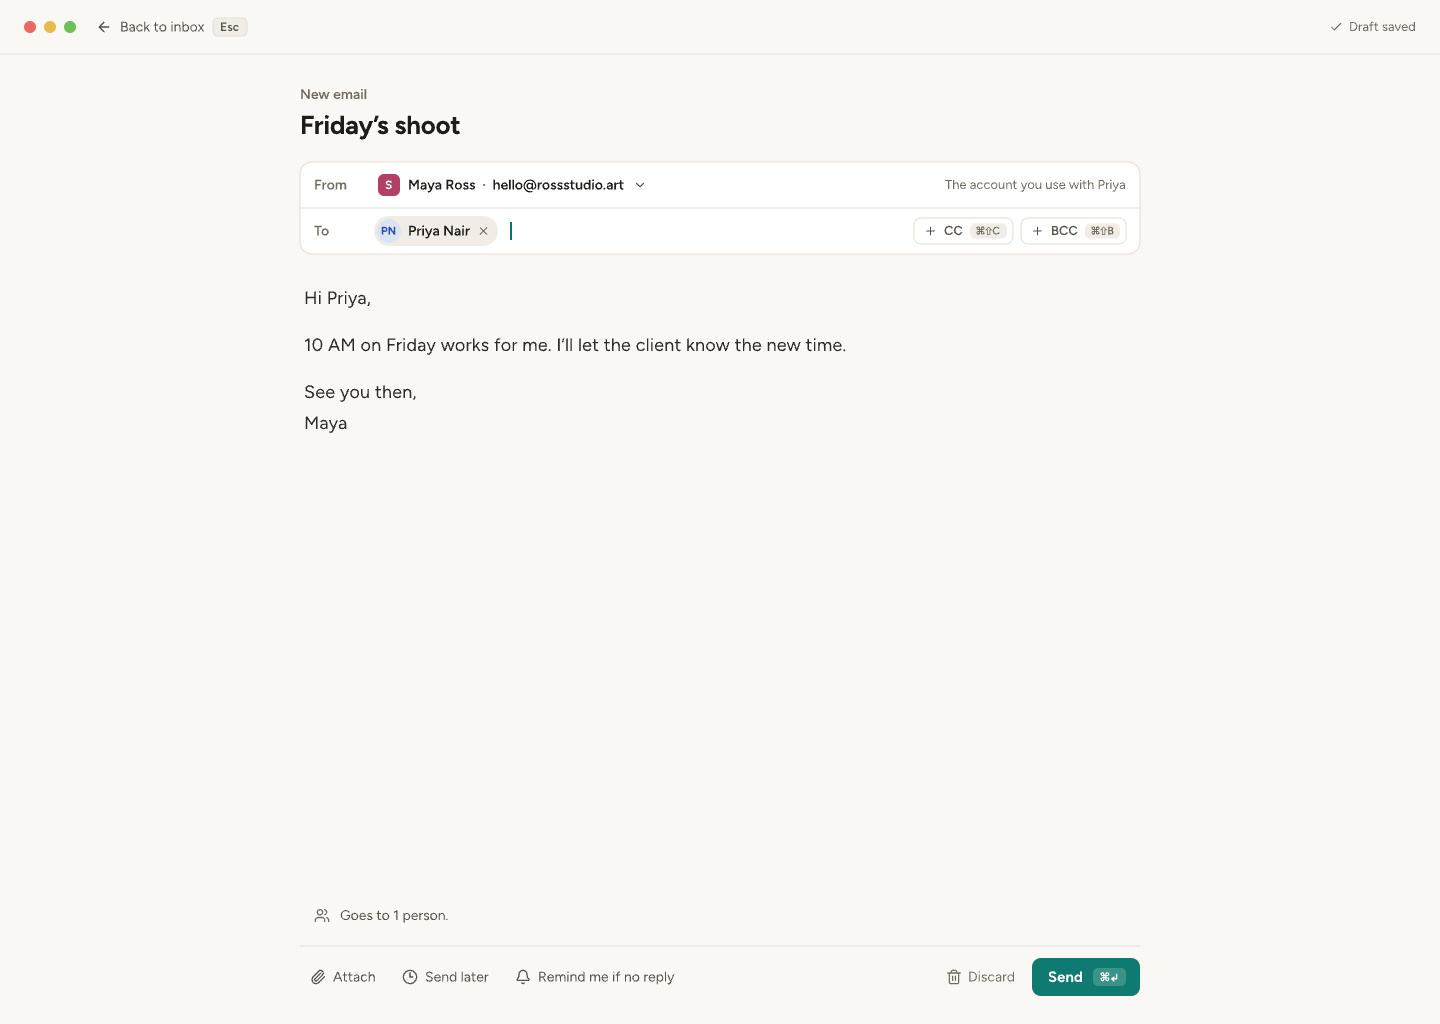 Back to inbox Esc
Draft saved
New email
Friday’s shoot
From S Maya Ross · hello@rossstudio.art The account you use with Priya
To PN Priya Nair + CC ⌘⇧C + BCC ⌘⇧B
Hi Priya,
10 AM on Friday works for me. I’ll let the client know the new time.
See you then,
Maya
Goes to 1 person.
Attach Send later Remind me if no reply Discard Send ⌘↵